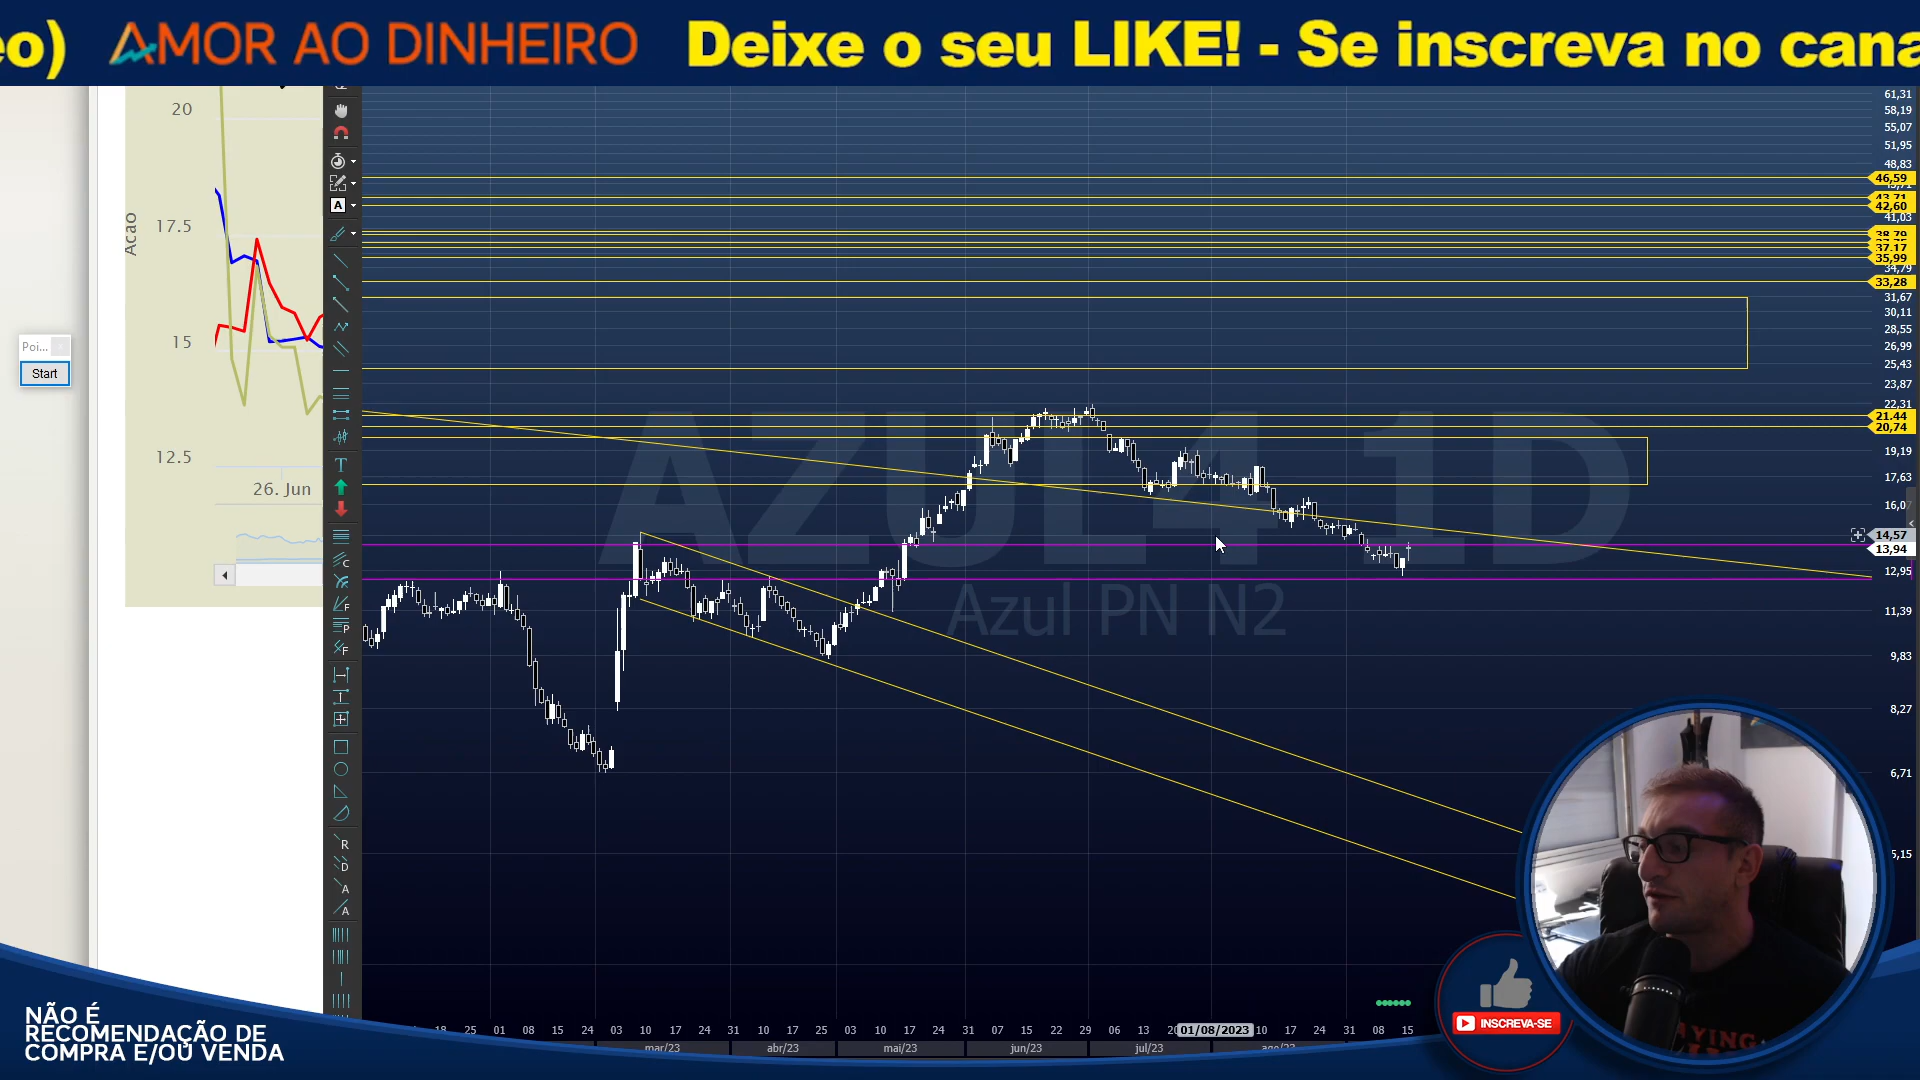 eo) AMOR AO DINHEIRO Deixe o seu LIKE! - Se inscreva no cana
20
17.5
15
12.5
Acao
26. Jun
Poi...
Start
A
T
C
F
P
F
R
D
A
A
AZUL4 1D
Azul PN N2
61,31
58,19
55,07
51,95
48,83
46,59
42,60
41,03
38,79
37,17
35,99
34,79
33,28
31,67
30,11
28,55
26,99
25,43
23,87
22,31
21,44
20,74
19,19
17,63
16,07
14,57
13,94
12,95
11,39
9,83
8,27
6,71
5,15
18 25 01 08 15 24 03 10 17 24 31 10 17 25 03 10 17 24 31 07 15 22 29 06 13 01/08/2023 10 17 24 31 08 15
mar/23 abr/23 mai/23 jun/23 jul/23
NÃO É
RECOMENDAÇÃO DE
COMPRA E/OU VENDA
INSCREVA-SE